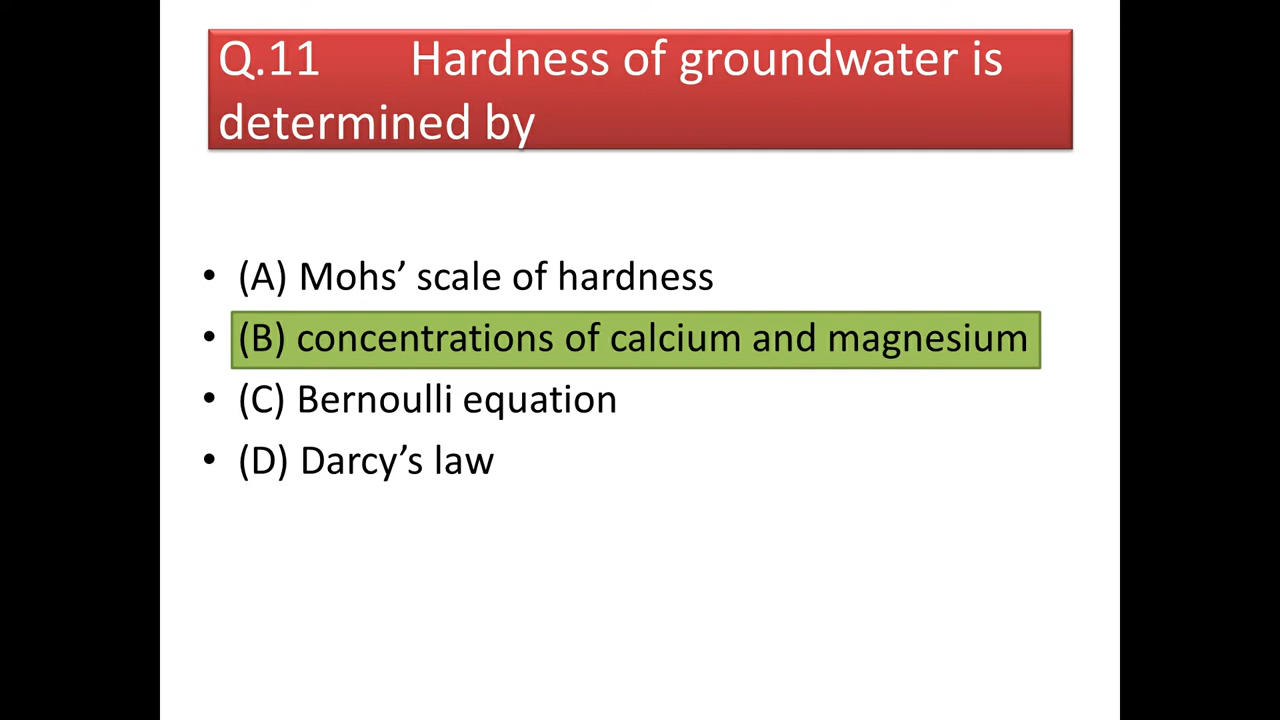 Q.11 Hardness of groundwater is
determined by
• (A) Mohs’ scale of hardness
• (B) concentrations of calcium and magnesium
• (C) Bernoulli equation
• (D) Darcy’s law